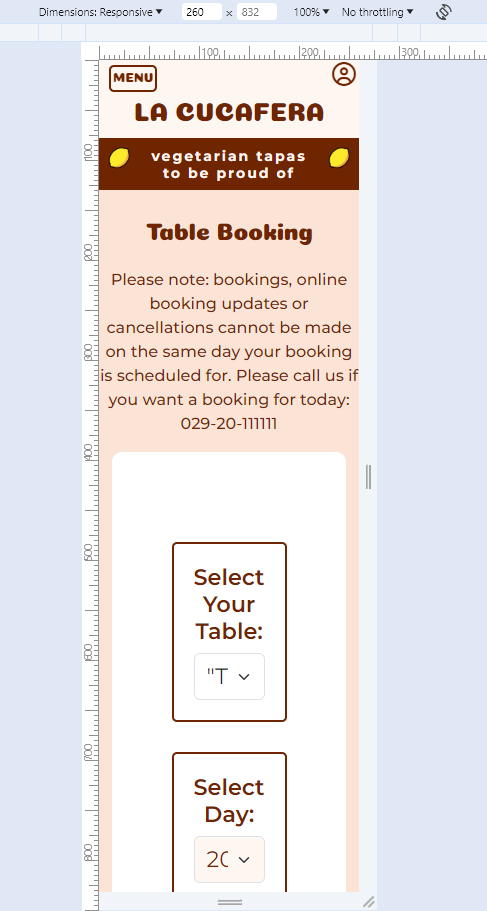 Dimensions: Responsive ▼ 260 × 832 100% ▼ No throttling ▼
100 200 300
MENU
LA CUCAFERA
100
vegetarian tapas
to be proud of
200
Table Booking
Please note: bookings, online
booking updates or
300
cancellations cannot be made
on the same day your booking
is scheduled for. Please call us if
you want a booking for today:
029-20-111111
400
500
Select
Your
Table:
600
"T
700
Select
Day:
800
20